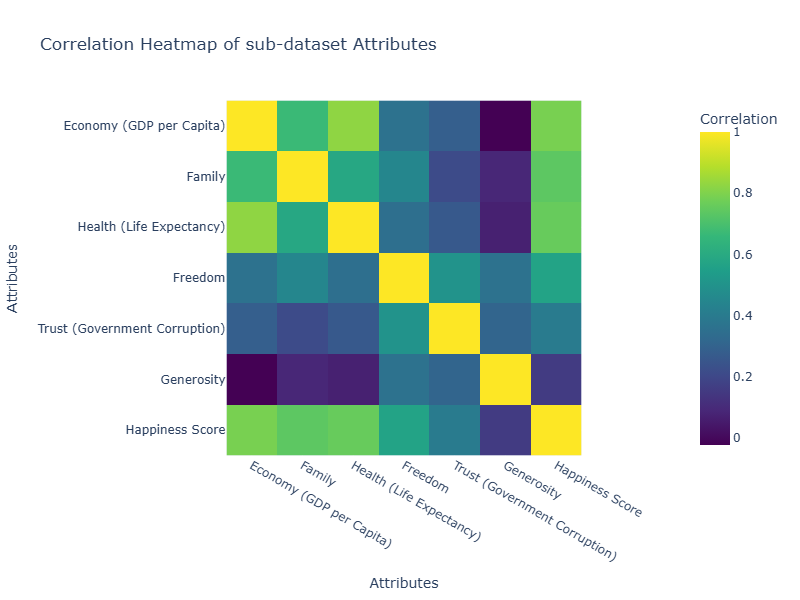 Correlation Heatmap of sub-dataset Attributes
Correlation
1
0.8
0.6
0.4
0.2
0
Attributes
Economy (GDP per Capita)
Family
Health (Life Expectancy)
Freedom
Trust (Government Corruption)
Generosity
Happiness Score
Economy (GDP per Capita)
Family
Health (Life Expectancy)
Freedom
Trust (Government Corruption)
Generosity
Happiness Score
Attributes